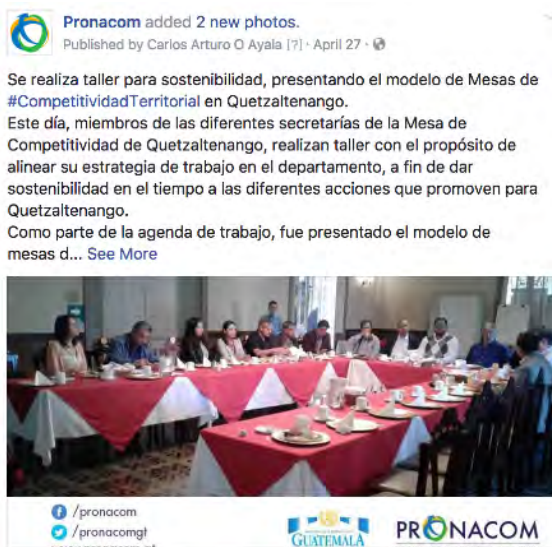 Pronacom added 2 new photos.
Published by Carlos Arturo O Ayala [?] · April 27 ·
Se realiza taller para sostenibilidad, presentando el modelo de Mesas de
#CompetitividadTerritorial en Quetzaltenango.
Este día, miembros de las diferentes secretarías de la Mesa de
Competitividad de Quetzaltenango, realizan taller con el propósito de
alinear su estrategia de trabajo en el departamento, a fin de dar
sostenibilidad en el tiempo a las diferentes acciones que promoven para
Quetzaltenango.
Como parte de la agenda de trabajo, fue presentado el modelo de
mesas d... See More
/pronacom
/pronacomgt
GUATEMALA
PRONACOM